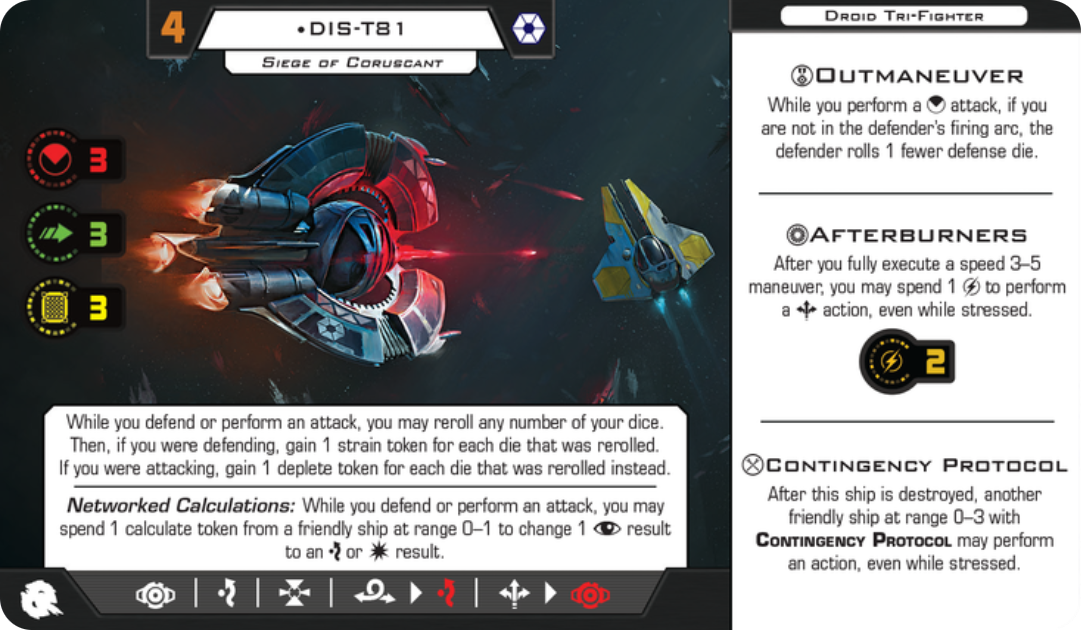 4
•DIS-T81
Siege of Coruscant
3
3
3
While you defend or perform an attack, you may reroll any number of your dice.
Then, if you were defending, gain 1 strain token for each die that was rerolled.
If you were attacking, gain 1 deplete token for each die that was rerolled instead.
Networked Calculations: While you defend or perform an attack, you may
spend 1 calculate token from a friendly ship at range 0–1 to change 1 result
to an or result.
Droid Tri-Fighter
Outmaneuver
While you perform a attack, if you
are not in the defender's firing arc, the
defender rolls 1 fewer defense die.
Afterburners
After you fully execute a speed 3–5
maneuver, you may spend 1 to perform
a action, even while stressed.
2
Contingency Protocol
After this ship is destroyed, another
friendly ship at range 0–3 with
Contingency Protocol may perform
an action, even while stressed.